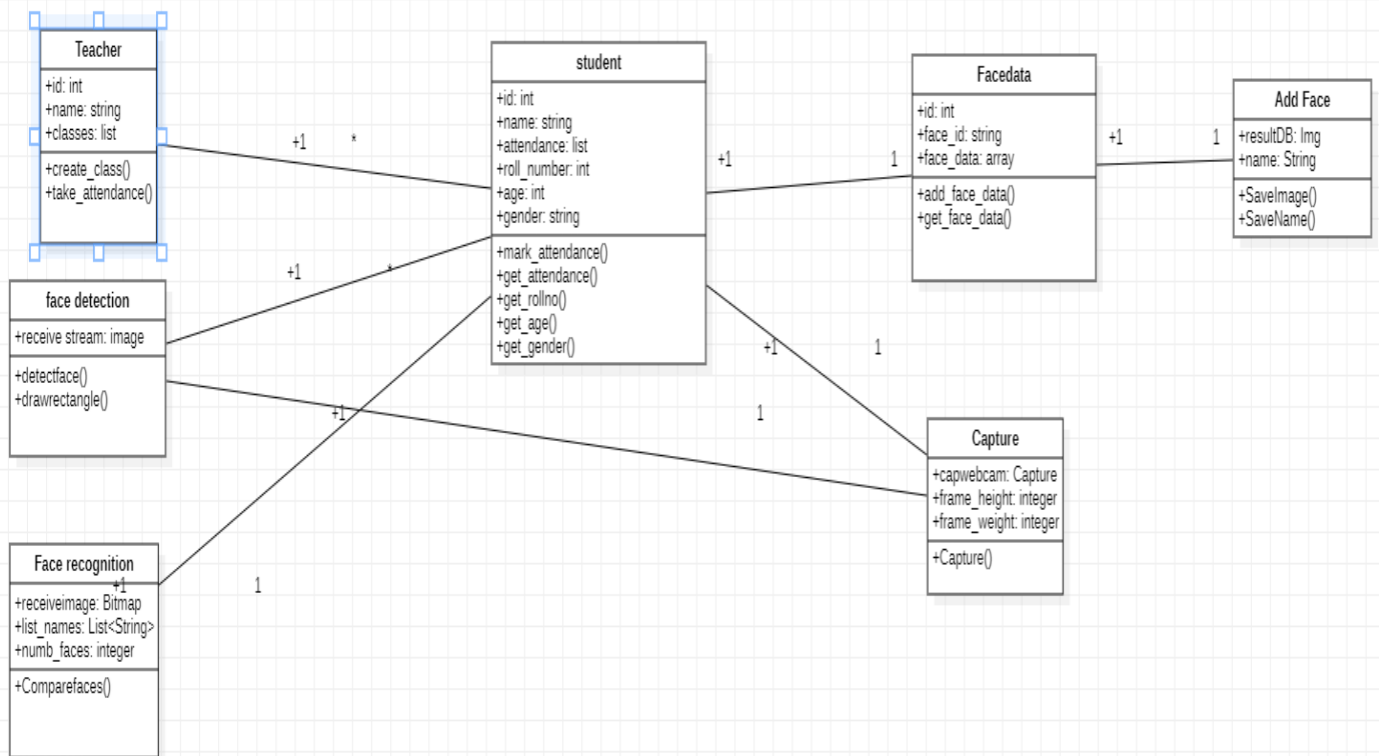 Teacher
+id: int
+name: string
+classes: list
+create_class()
+take_attendance()
+1
*
student
+id: int
+name: string
+attendance: list
+roll_number: int
+age: int
+gender: string
+mark_attendance()
+get_attendance()
+get_rollno()
+get_age()
+get_gender()
+1
1
Facedata
+id: int
+face_id: string
+face_data: array
+add_face_data()
+get_face_data()
+1
1
Add Face
+resultDB: Img
+name: String
+SaveImage()
+SaveName()
face detection
+receive stream: image
+detectface()
+drawrectangle()
+1
*
+1
1
+1
1
Capture
+capwebcam: Capture
+frame_height: integer
+frame_weight: integer
+Capture()
Face recognition
+1
1
+receiveimage: Bitmap
+list_names: List<String>
+numb_faces: integer
+Comparefaces()